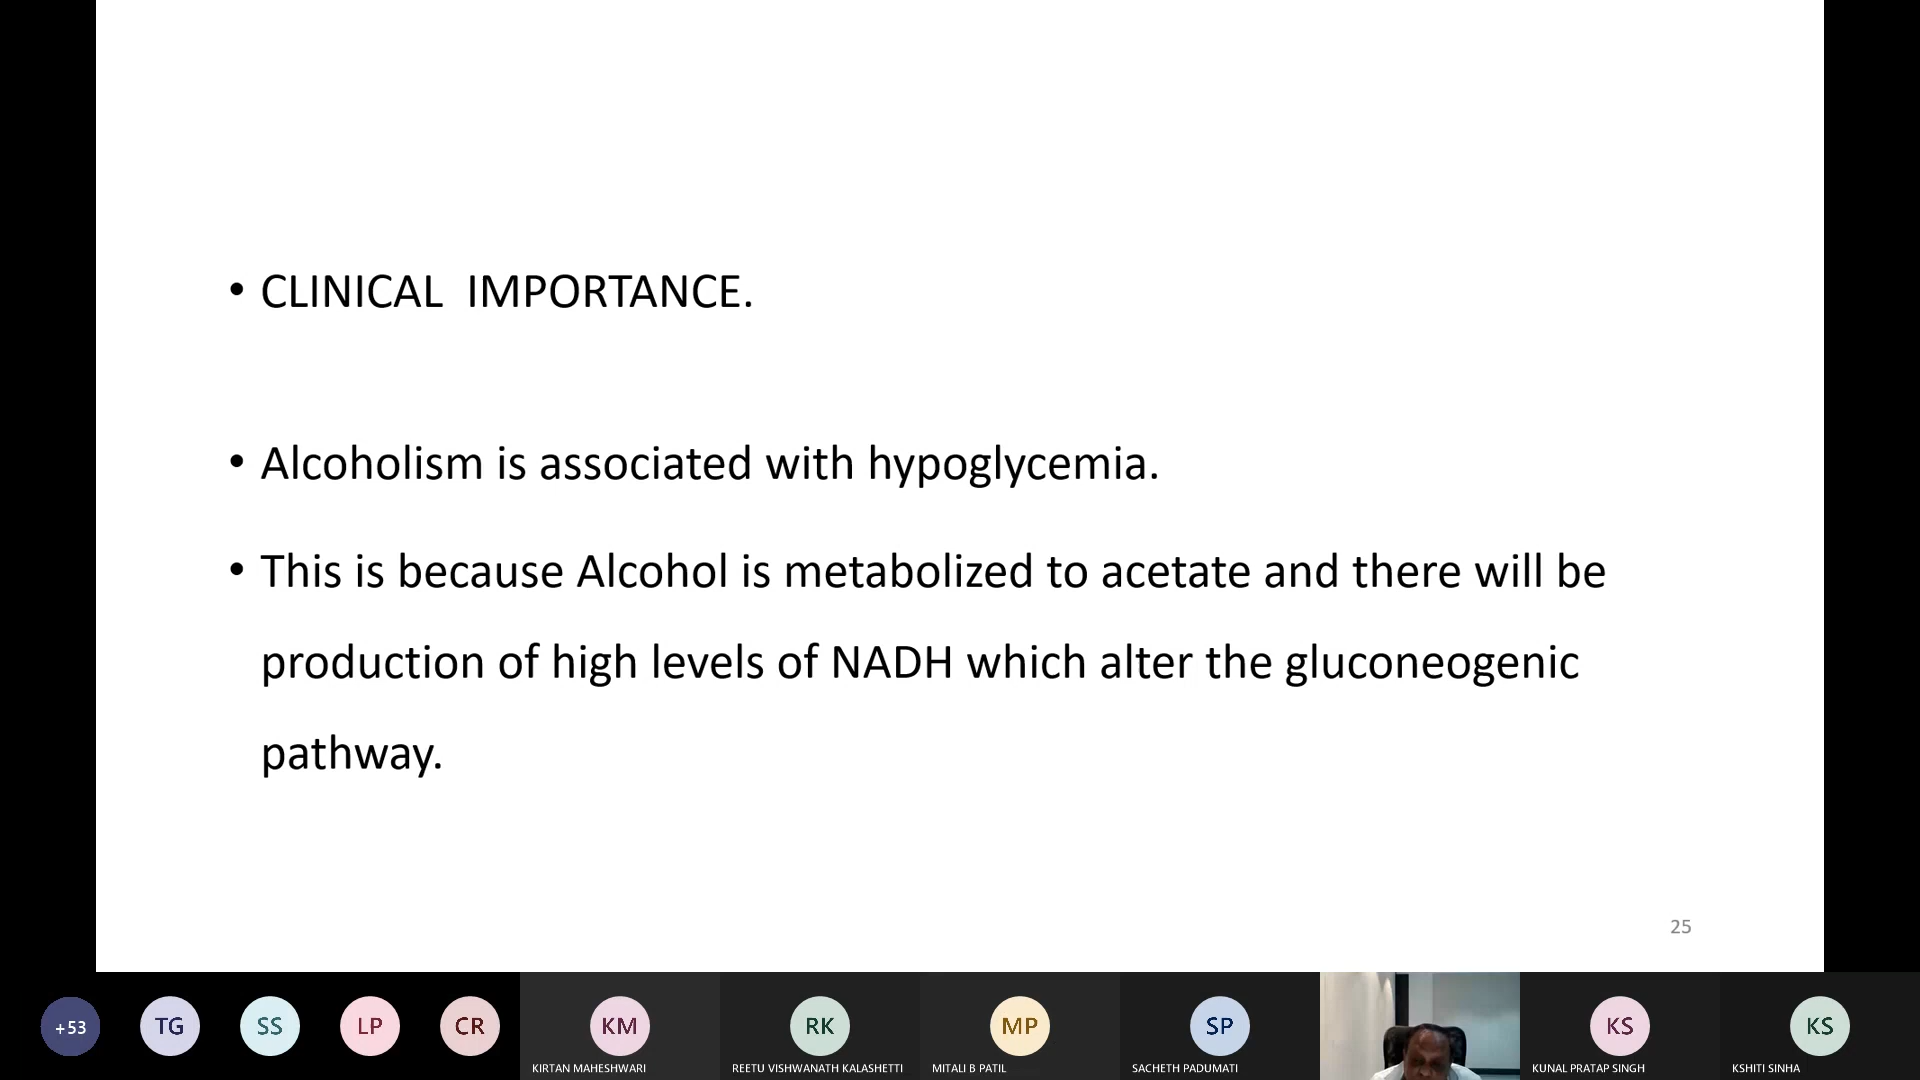 • CLINICAL  IMPORTANCE.
• Alcoholism is associated with hypoglycemia.
• This is because Alcohol is metabolized to acetate and there will be
production of high levels of NADH which alter the gluconeogenic
pathway.
25
+53 TG SS LP CR KM RK MP SP KS KS
KIRTAN MAHESHWARI REETU VISHWANATH KALASHETTI MITALI B PATIL SACHETH PADUMATI KUNAL PRATAP SINGH KSHITI SINHA